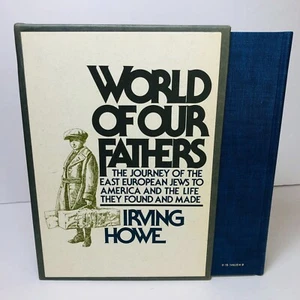 WORLD
OF OUR
FATHERS
THE JOURNEY OF THE
EAST EUROPEAN JEWS TO
AMERICA AND THE LIFE
THEY FOUND AND MADE
IRVING
HOWE